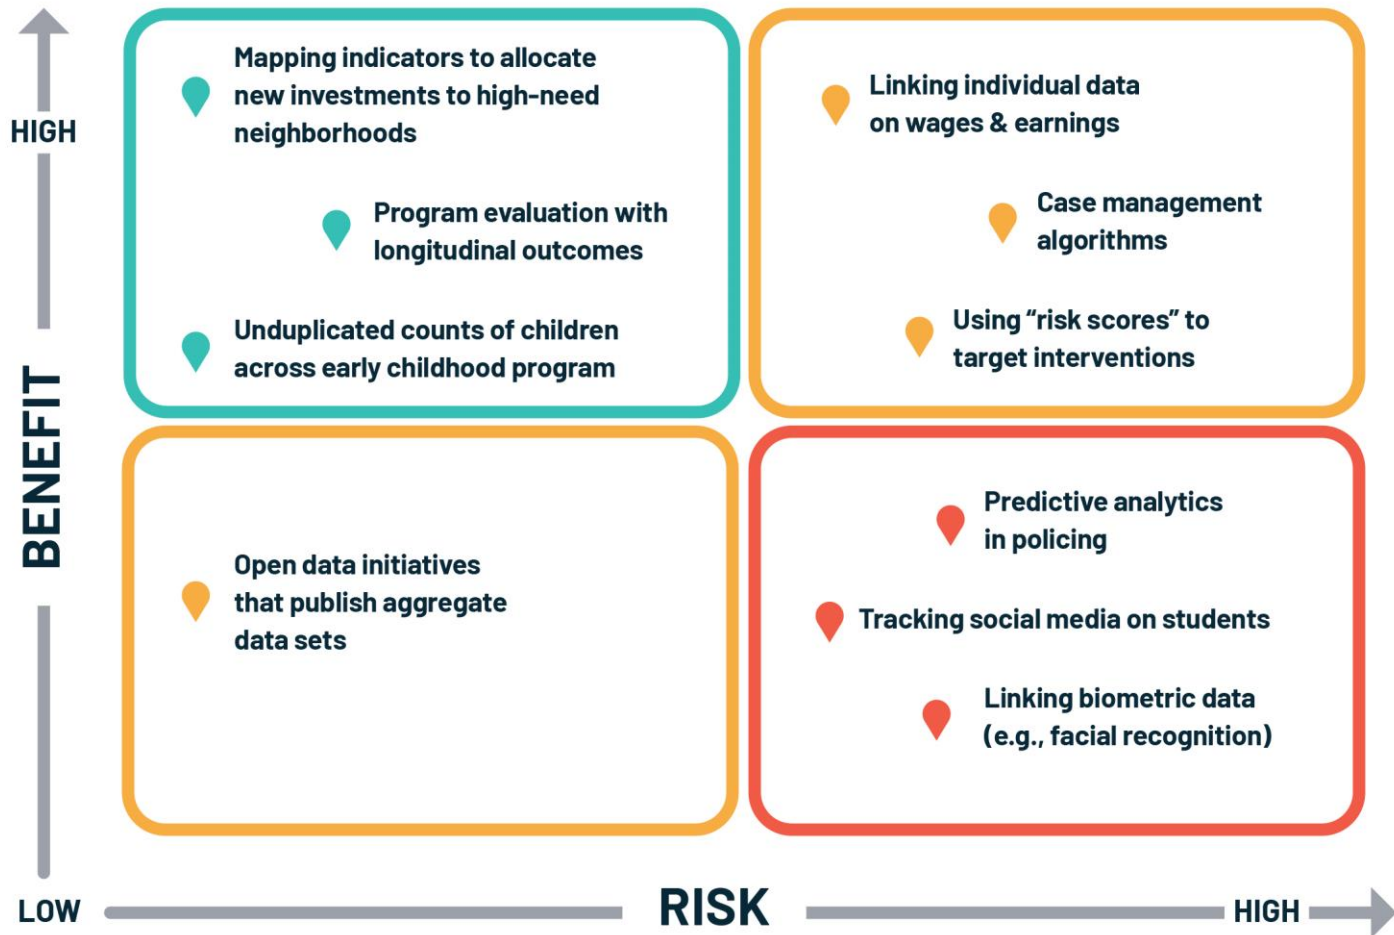 HIGH
BENEFIT
Mapping indicators to allocate
new investments to high-need
neighborhoods
Program evaluation with
longitudinal outcomes
Unduplicated counts of children
across early childhood program
Linking individual data
on wages & earnings
Case management
algorithms
Using “risk scores” to
target interventions
Open data initiatives
that publish aggregate
data sets
Predictive analytics
in policing
Tracking social media on students
Linking biometric data
(e.g., facial recognition)
LOW
RISK
HIGH